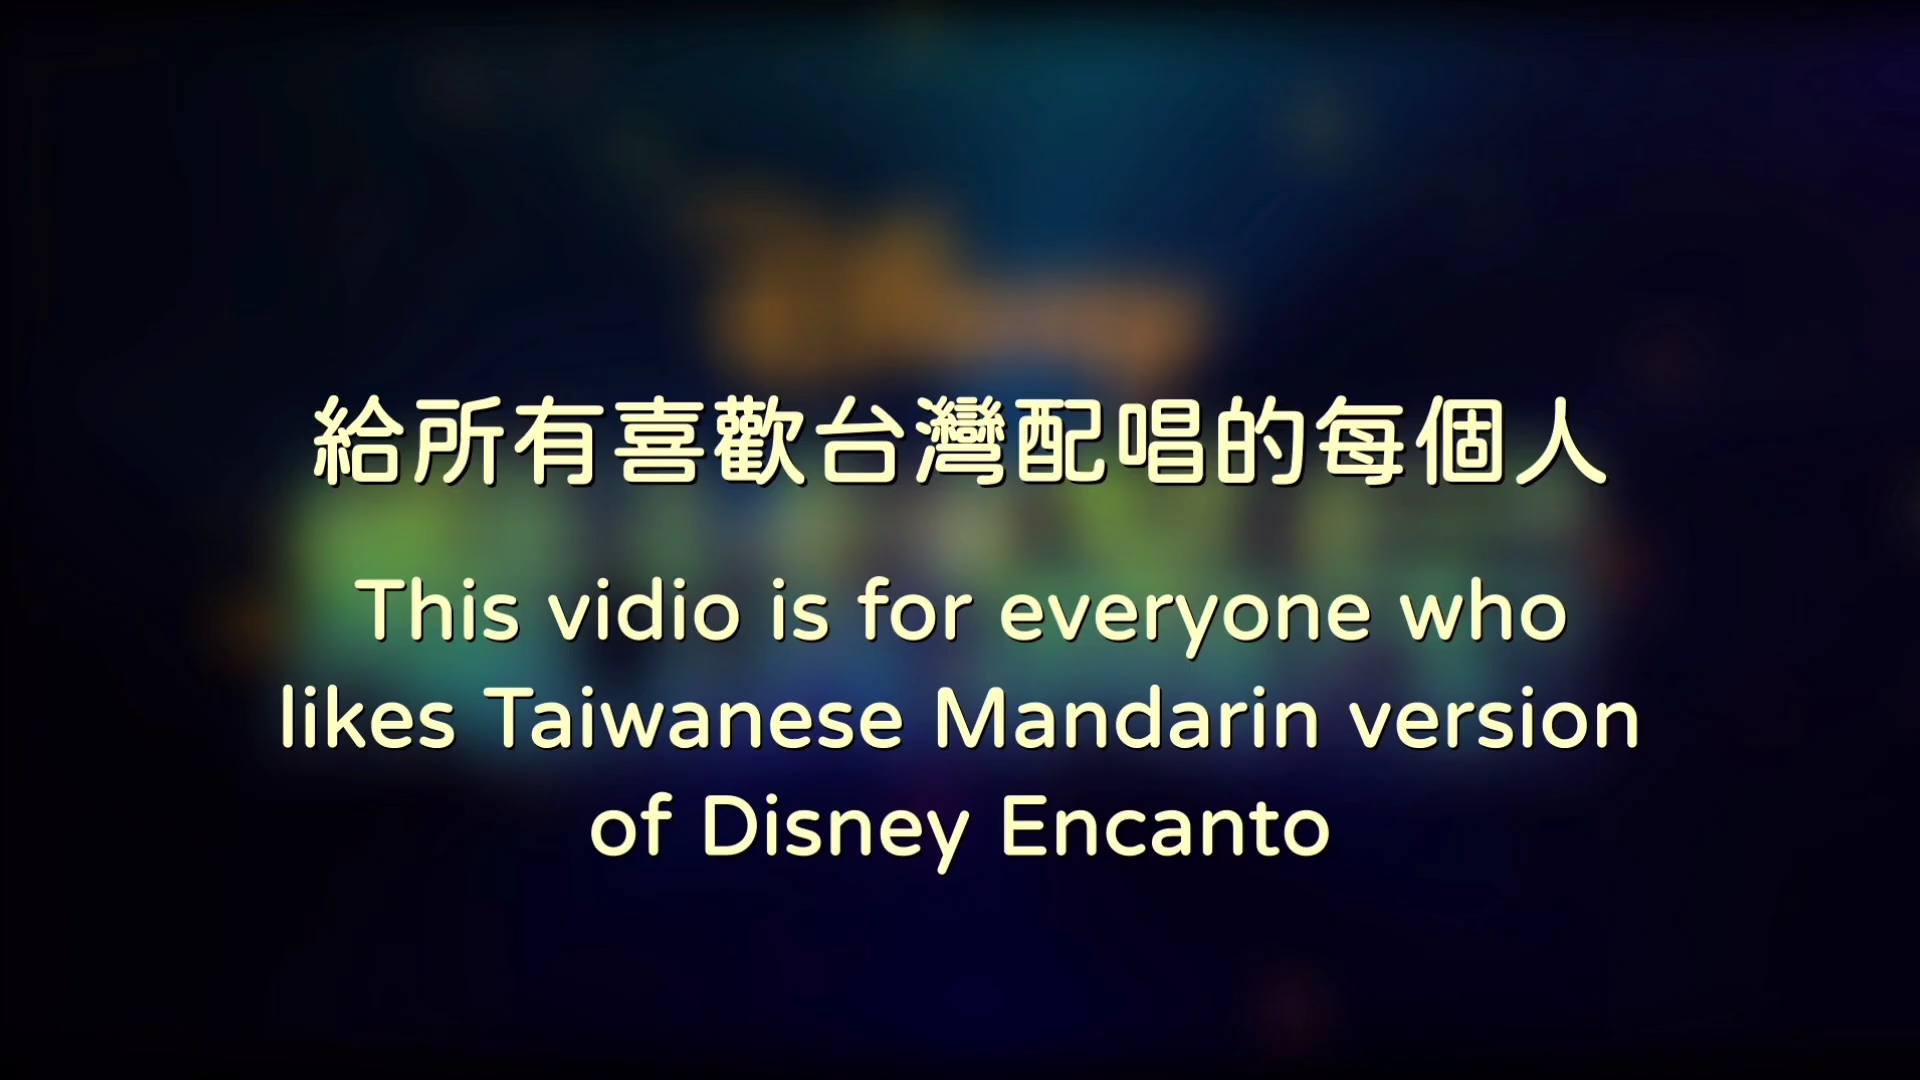 給所有喜歡台灣配唱的每個人
This vidio is for everyone who
likes Taiwanese Mandarin version
of Disney Encanto